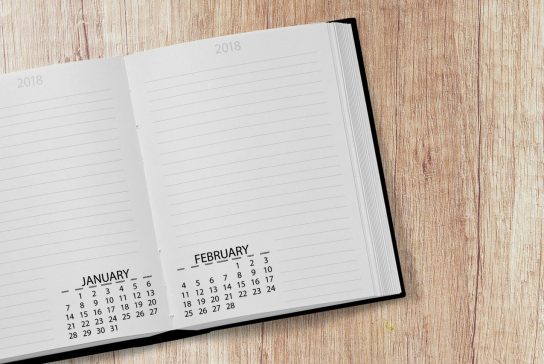 2018
JANUARY
1 2 3 4 5 6
7 8 9 10 11 12 13
14 15 16 17 18 19 20
21 22 23 24 25 26 27
28 29 30 31
2018
FEBRUARY
1 2 3
4 5 6 7 8 9 10
11 12 13 14 15 16 17
18 19 20 21 22 23 24
25 26 27 28